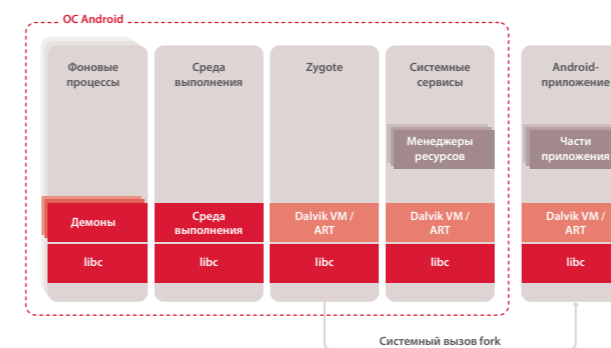 ОС Android
Фоновые
процессы
Среда
выполнения
Zygote
Системные
сервисы
Android-
приложение
Менеджеры
ресурсов
Части
приложения
Демоны
Среда
выполнения
Dalvik VM /
ART
Dalvik VM /
ART
Dalvik VM /
ART
libc
libc
libc
libc
libc
Системный вызов fork